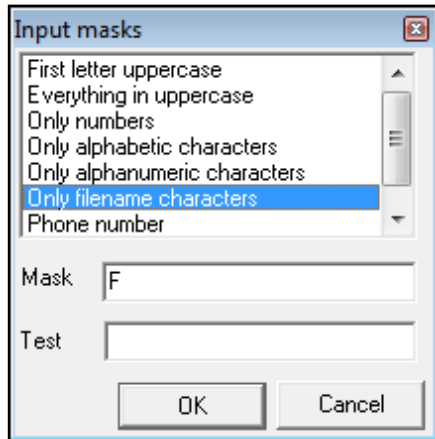 Input masks
First letter uppercase
Everything in uppercase
Only numbers
Only alphabetic characters
Only alphanumeric characters
Only filename characters
Phone number
Mask F
Test
OK Cancel